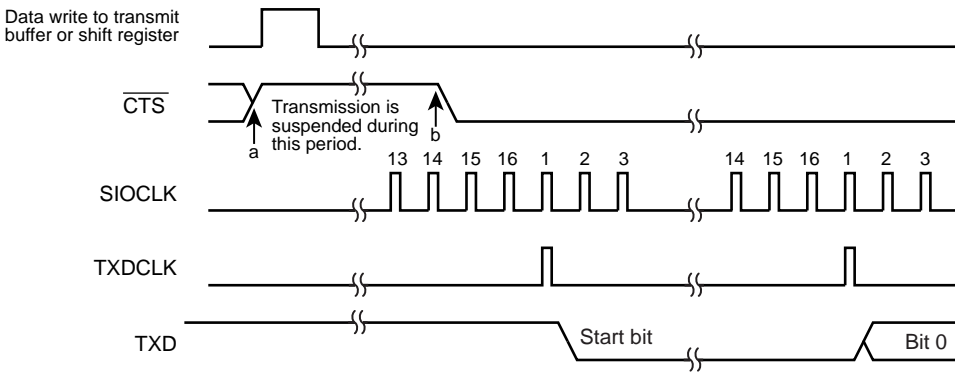 Data write to transmit
buffer or shift register
CTS
Transmission is
suspended during
this period.
a
b
13 14 15 16 1 2 3 14 15 16 1 2 3
SIOCLK
TXDCLK
TXD
Start bit
Bit 0